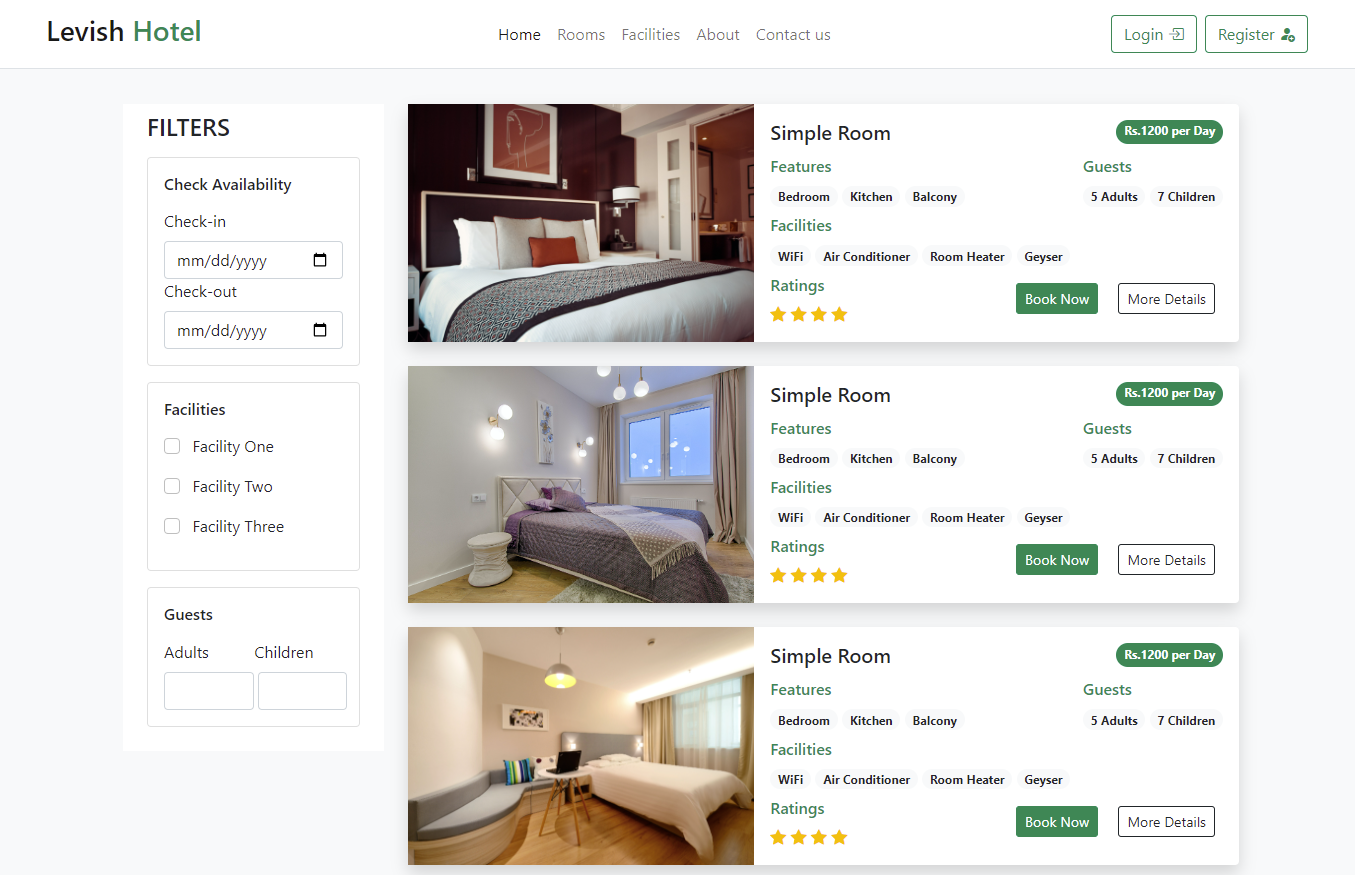 Levish Hotel
Home Rooms Facilities About Contact us
Login Register
FILTERS
Check Availability
Check-in
mm/dd/yyyy
Check-out
mm/dd/yyyy
Facilities
Facility One
Facility Two
Facility Three
Guests
Adults Children
Simple Room Rs.1200 per Day
Features Guests
Bedroom Kitchen Balcony 5 Adults 7 Children
Facilities
WiFi Air Conditioner Room Heater Geyser
Ratings
Book Now More Details
Simple Room Rs.1200 per Day
Features Guests
Bedroom Kitchen Balcony 5 Adults 7 Children
Facilities
WiFi Air Conditioner Room Heater Geyser
Ratings
Book Now More Details
Simple Room Rs.1200 per Day
Features Guests
Bedroom Kitchen Balcony 5 Adults 7 Children
Facilities
WiFi Air Conditioner Room Heater Geyser
Ratings
Book Now More Details